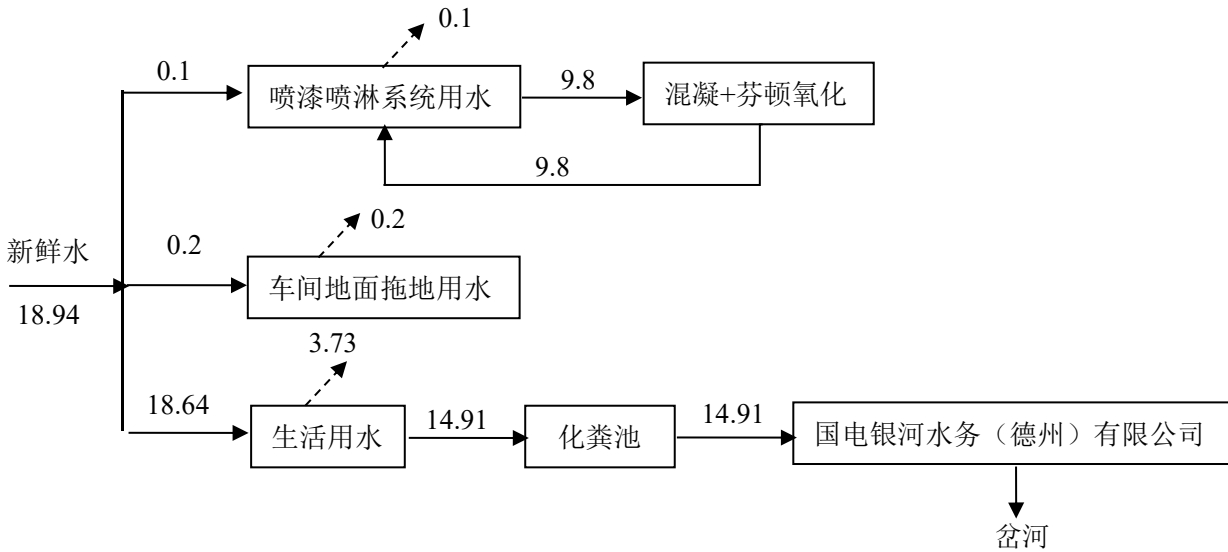 0.1
0.1
喷漆喷淋系统用水
9.8
混凝+芬顿氧化
9.8
新鲜水
18.94
0.2
0.2
车间地面拖地用水
3.73
18.64
生活用水
14.91
化粪池
14.91
国电银河水务（德州）有限公司
岔河